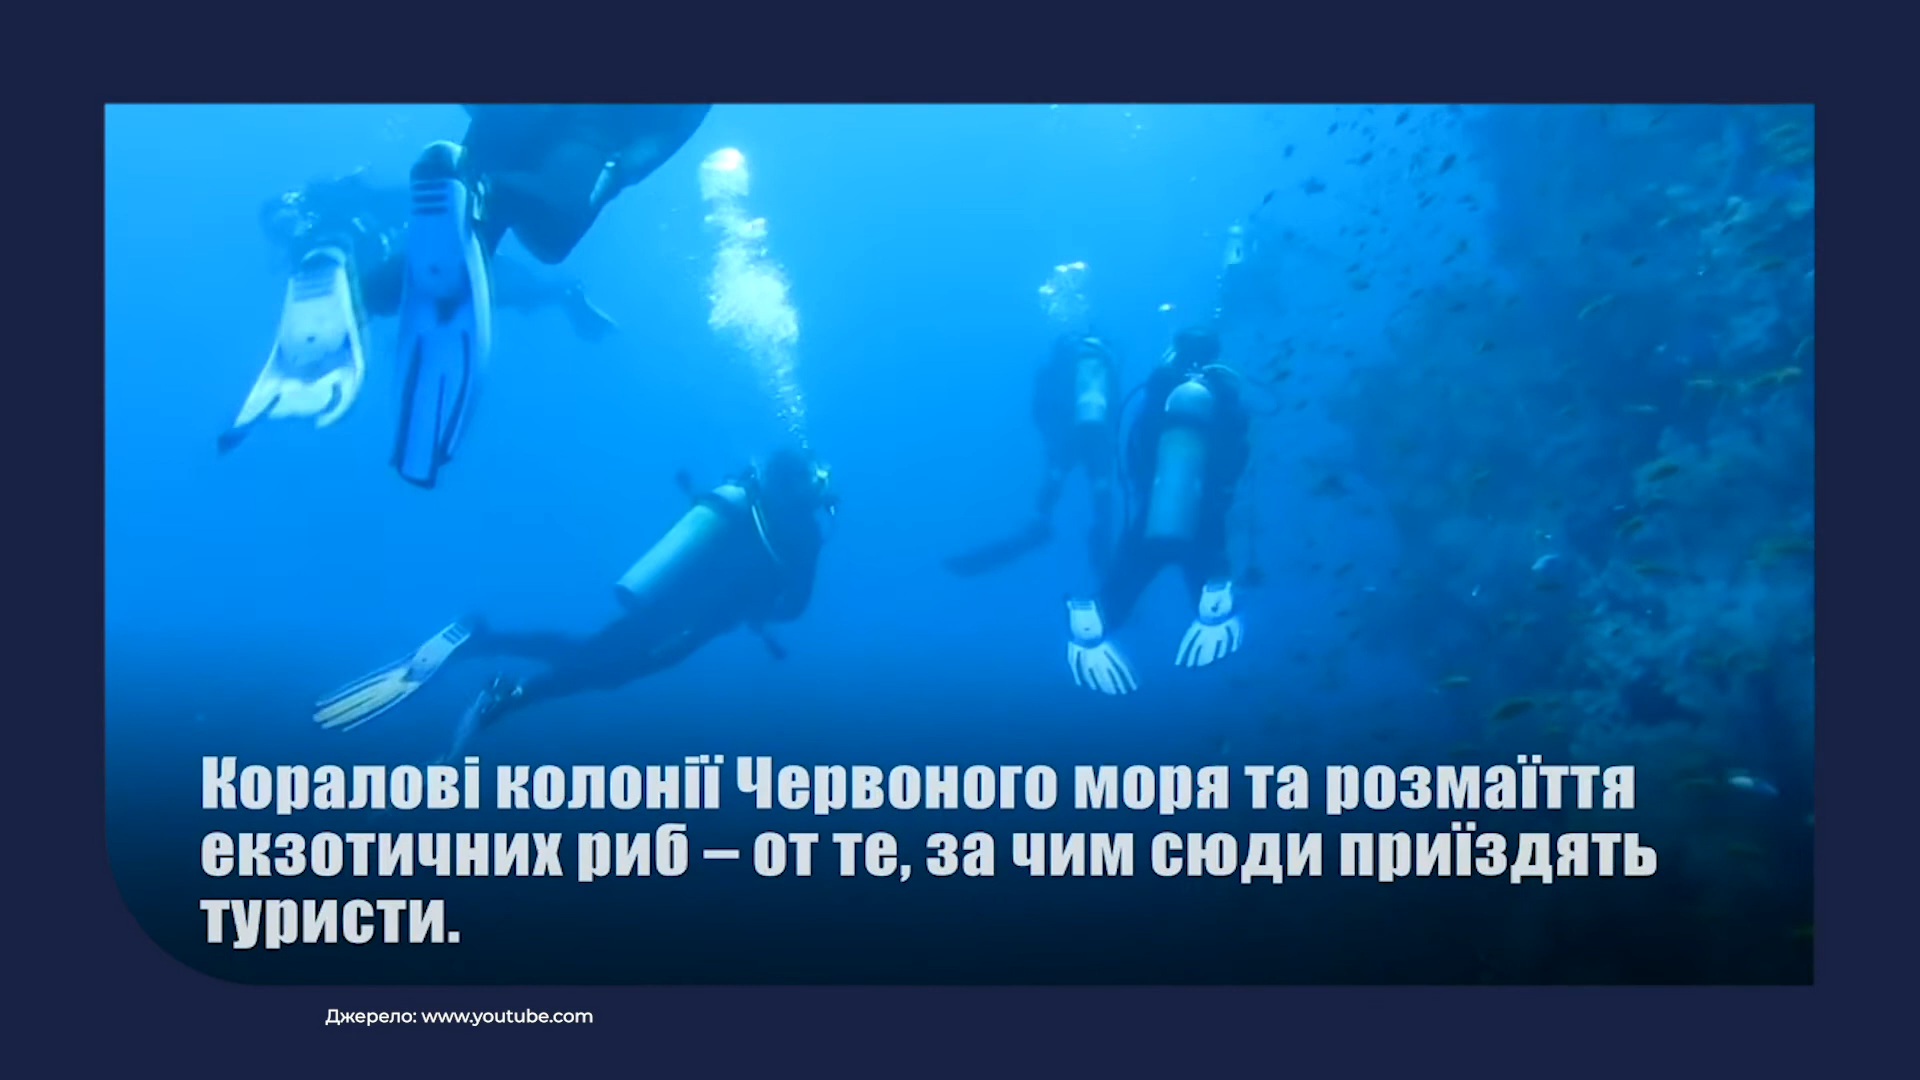 Коралові колонії Червоного моря та розмаїття
екзотичних риб – от те, за чим сюди приїздять
туристи.
Джерело: www.youtube.com